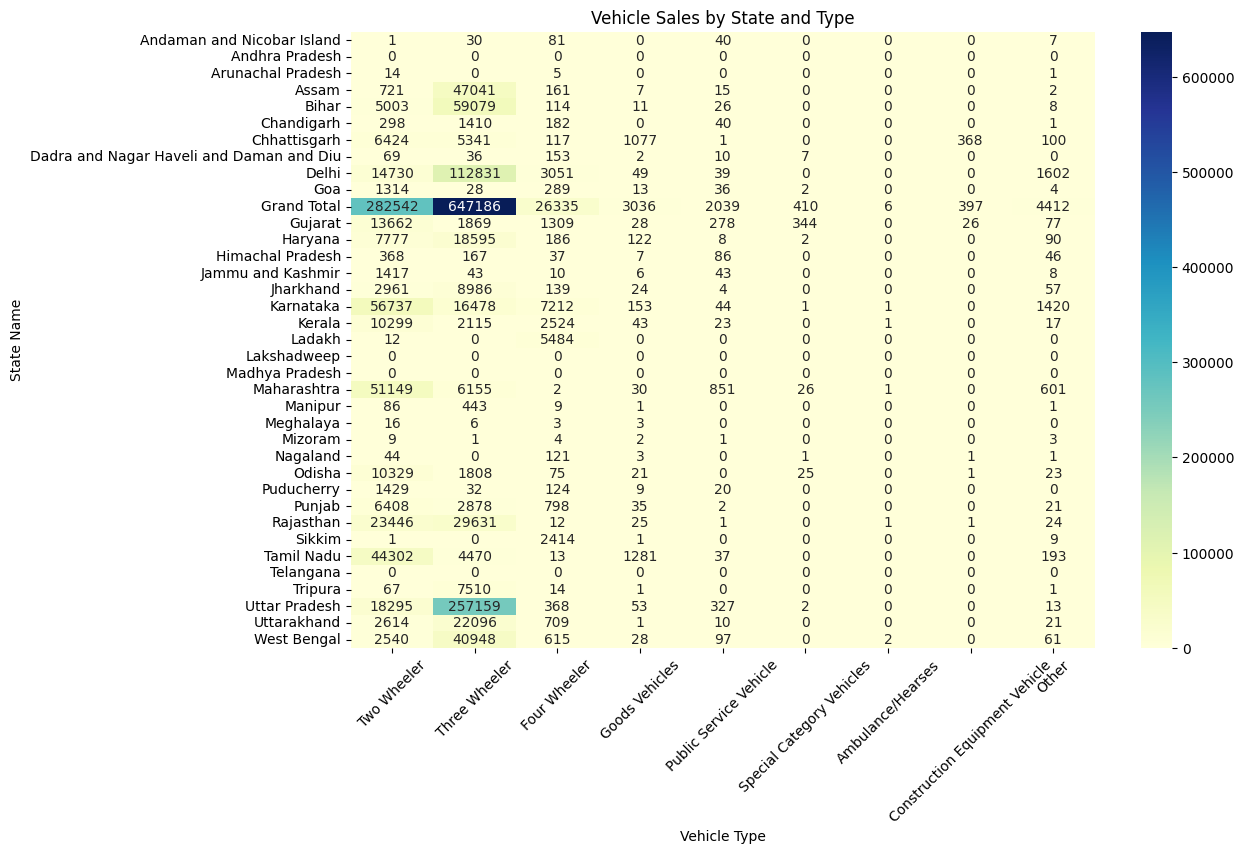 Vehicle Sales by State and Type
State Name
Andaman and Nicobar Island 1 30 81 0 40 0 0 0 7
Andhra Pradesh 0 0 0 0 0 0 0 0 0
Arunachal Pradesh 14 0 5 0 0 0 0 0 1
Assam 721 47041 161 7 15 0 0 0 2
Bihar 5003 59079 114 11 26 0 0 0 8
Chandigarh 298 1410 182 0 40 0 0 0 1
Chhattisgarh 6424 5341 117 1077 1 0 0 368 100
Dadra and Nagar Haveli and Daman and Diu 69 36 153 2 10 7 0 0 0
Delhi 14730 112831 3051 49 39 0 0 0 1602
Goa 1314 28 289 13 36 2 0 0 4
Grand Total 282542 647186 26335 3036 2039 410 6 397 4412
Gujarat 13662 1869 1309 28 278 344 0 26 77
Haryana 7777 18595 186 122 8 2 0 0 90
Himachal Pradesh 368 167 37 7 86 0 0 0 46
Jammu and Kashmir 1417 43 10 6 43 0 0 0 8
Jharkhand 2961 8986 139 24 4 0 0 0 57
Karnataka 56737 16478 7212 153 44 1 1 0 1420
Kerala 10299 2115 2524 43 23 0 1 0 17
Ladakh 12 0 5484 0 0 0 0 0 0
Lakshadweep 0 0 0 0 0 0 0 0 0
Madhya Pradesh 0 0 0 0 0 0 0 0 0
Maharashtra 51149 6155 2 30 851 26 1 0 601
Manipur 86 443 9 1 0 0 0 0 1
Meghalaya 16 6 3 3 0 0 0 0 0
Mizoram 9 1 4 2 1 0 0 0 3
Nagaland 44 0 121 3 0 1 0 1 1
Odisha 10329 1808 75 21 0 25 0 1 23
Puducherry 1429 32 124 9 20 0 0 0 0
Punjab 6408 2878 798 35 2 0 0 0 21
Rajasthan 23446 29631 12 25 1 0 1 1 24
Sikkim 1 0 2414 1 0 0 0 0 9
Tamil Nadu 44302 4470 13 1281 37 0 0 0 193
Telangana 0 0 0 0 0 0 0 0 0
Tripura 67 7510 14 1 0 0 0 0 1
Uttar Pradesh 18295 257159 368 53 327 2 0 0 13
Uttarakhand 2614 22096 709 1 10 0 0 0 21
West Bengal 2540 40948 615 28 97 0 2 0 61
Two Wheeler
Three Wheeler
Four Wheeler
Goods Vehicles
Public Service Vehicle
Special Category Vehicles
Ambulance/Hearses
Construction Equipment Vehicle
Other
Vehicle Type
600000
500000
400000
300000
200000
100000
0